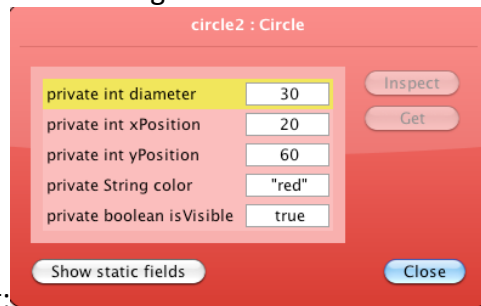 circle2 : Circle
private int diameter 30
private int xPosition 20
private int yPosition 60
private String color "red"
private boolean isVisible true
Inspect
Get
Show static fields
Close